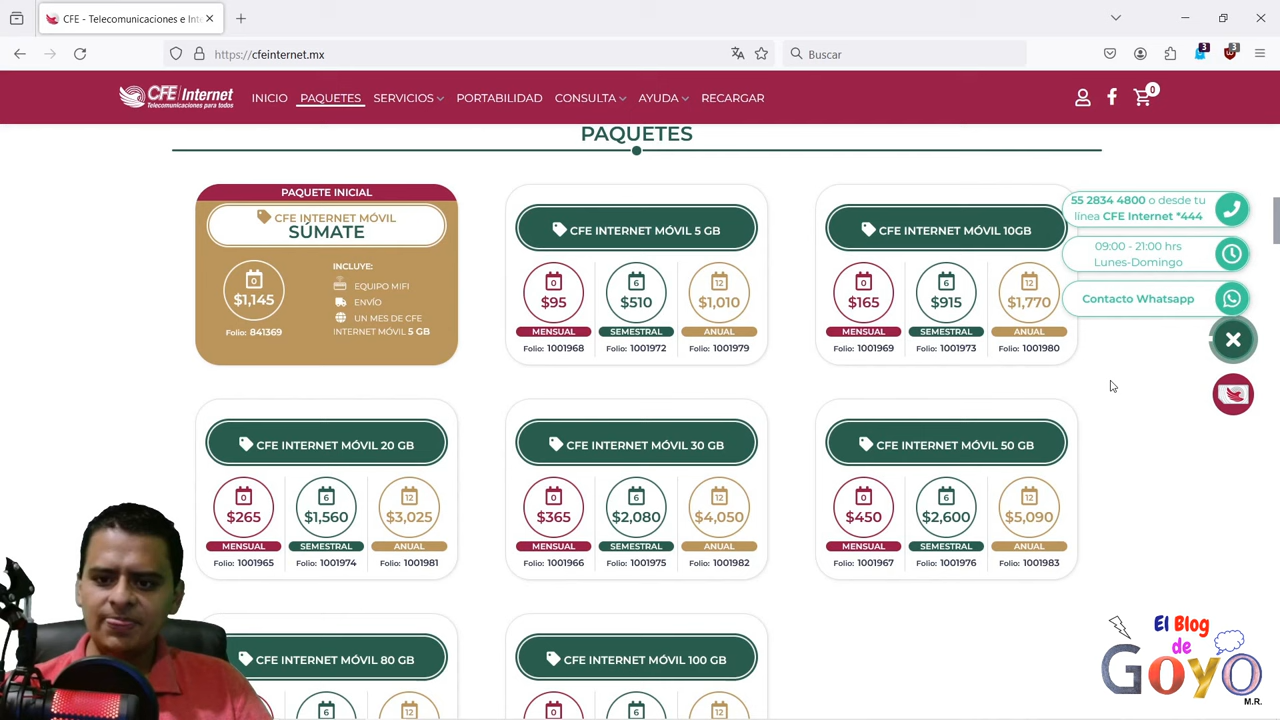 CFE - Telecomunicaciones e Int
https://cfeinternet.mx
Buscar
3
3
CFE Internet
Telecomunicaciones para todos
INICIO
PAQUETES
SERVICIOS
PORTABILIDAD
CONSULTA
AYUDA
RECARGAR
0
PAQUETES
PAQUETE INICIAL
CFE INTERNET MÓVIL
SÚMATE
0
$1,145
Folio: 841369
INCLUYE:
EQUIPO MIFI
ENVÍO
UN MES DE CFE
INTERNET MÓVIL 5 GB
CFE INTERNET MÓVIL 5 GB
0 6 12
$95 $510 $1,010
MENSUAL SEMESTRAL ANUAL
Folio: 1001968 Folio: 1001972 Folio: 1001979
CFE INTERNET MÓVIL 10GB
0 6 12
$165 $915 $1,770
MENSUAL SEMESTRAL ANUAL
Folio: 1001969 Folio: 1001973 Folio: 1001980
55 2834 4800 o desde tu
línea CFE Internet *444
09:00 - 21:00 hrs
Lunes-Domingo
Contacto Whatsapp
CFE INTERNET MÓVIL 20 GB
0 6 12
$265 $1,560 $3,025
MENSUAL SEMESTRAL ANUAL
Folio: 1001965 Folio: 1001974 Folio: 1001981
CFE INTERNET MÓVIL 30 GB
0 6 12
$365 $2,080 $4,050
MENSUAL SEMESTRAL ANUAL
Folio: 1001966 Folio: 1001975 Folio: 1001982
CFE INTERNET MÓVIL 50 GB
0 6 12
$450 $2,600 $5,090
MENSUAL SEMESTRAL ANUAL
Folio: 1001967 Folio: 1001976 Folio: 1001983
CFE INTERNET MÓVIL 80 GB
6 12
CFE INTERNET MÓVIL 100 GB
0 6 12
El Blog
de
GOYO
M.R.